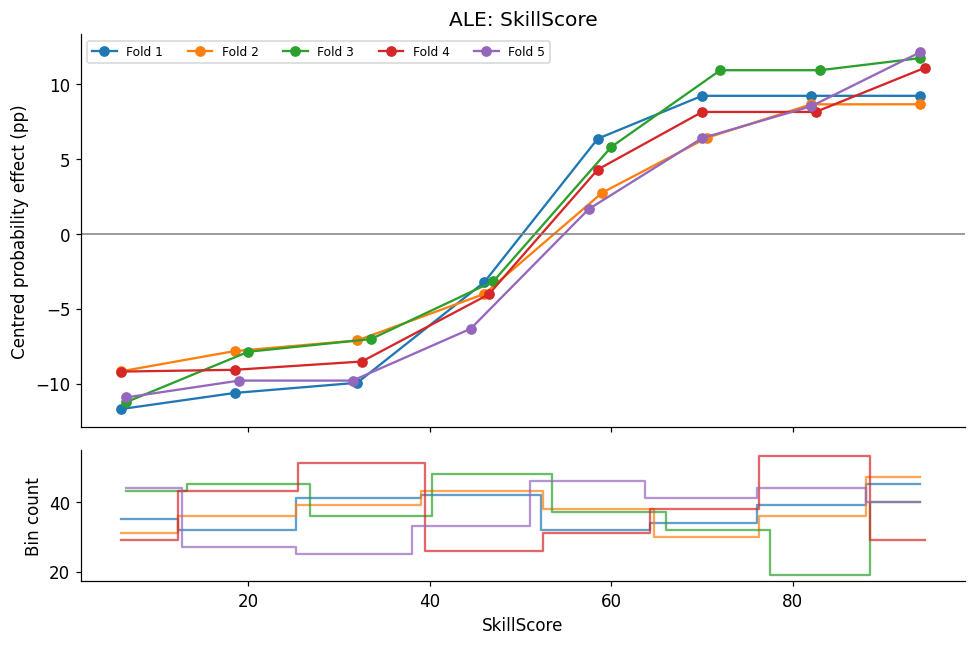 ALE: SkillScore
Fold 1 Fold 2 Fold 3 Fold 4 Fold 5
Centred probability effect (pp)
10
5
0
−5
−10
Bin count
40
20
20 40 60 80
SkillScore